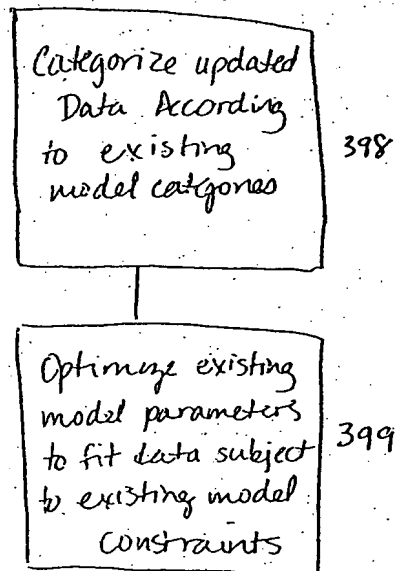 Categorize updated
Data According
to existing
398
model categories
Optimize existing
model parameters
to fit data subject
399
to existing model
constraints